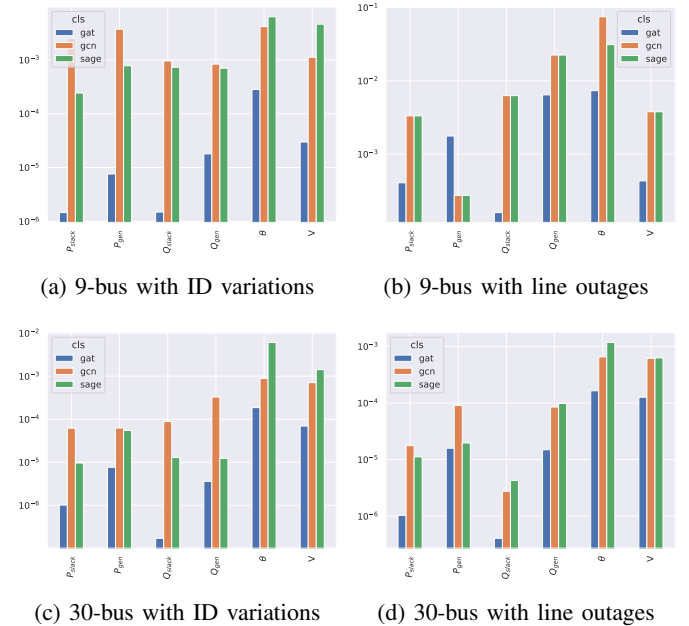 cls
gat
gcn
sage
10⁻³
10⁻⁴
10⁻⁵
10⁻⁶
P_slack
P_gen
Q_slack
Q_gen
θ
V
(a) 9-bus with ID variations
cls
gat
gcn
sage
10⁻¹
10⁻²
10⁻³
P_slack
P_gen
Q_slack
Q_gen
θ
V
(b) 9-bus with line outages
cls
gat
gcn
sage
10⁻²
10⁻³
10⁻⁴
10⁻⁵
10⁻⁶
P_slack
P_gen
Q_slack
Q_gen
θ
V
(c) 30-bus with ID variations
cls
gat
gcn
sage
10⁻³
10⁻⁴
10⁻⁵
10⁻⁶
P_slack
P_gen
Q_slack
Q_gen
θ
V
(d) 30-bus with line outages